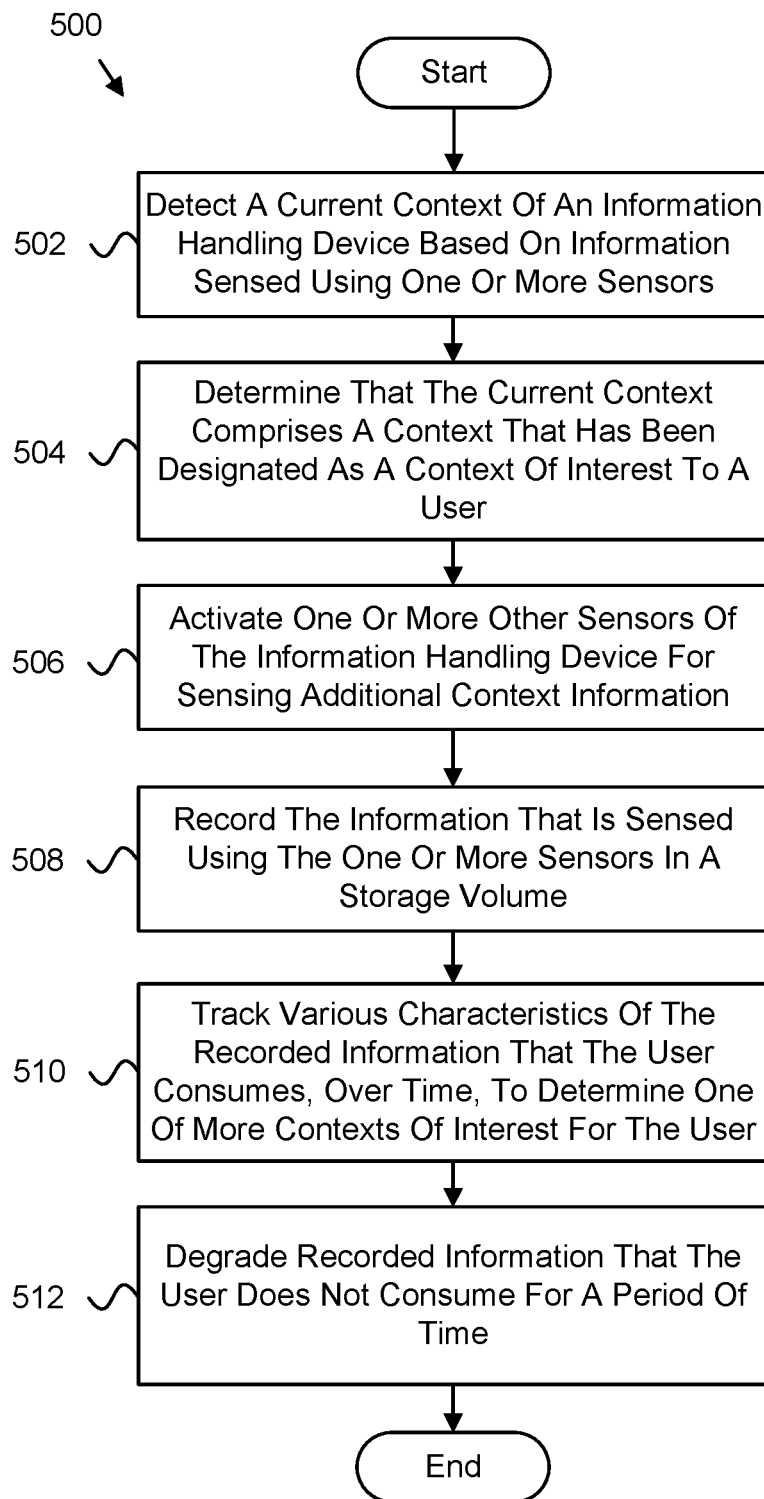 500
Start
502
Detect A Current Context Of An Information
Handling Device Based On Information
Sensed Using One Or More Sensors
504
Determine That The Current Context
Comprises A Context That Has Been
Designated As A Context Of Interest To A
User
506
Activate One Or More Other Sensors Of
The Information Handling Device For
Sensing Additional Context Information
508
Record The Information That Is Sensed
Using The One Or More Sensors In A
Storage Volume
510
Track Various Characteristics Of The
Recorded Information That The User
Consumes, Over Time, To Determine One
Of More Contexts Of Interest For The User
512
Degrade Recorded Information That The
User Does Not Consume For A Period Of
Time
End